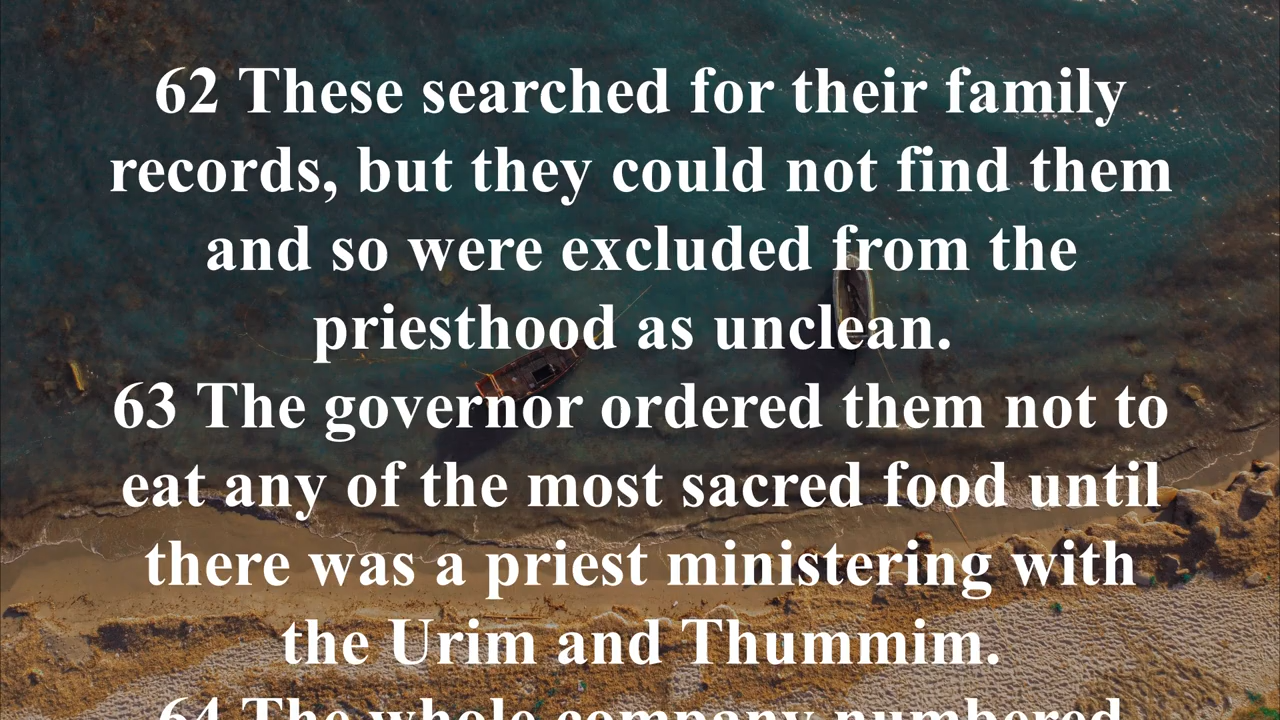 62 These searched for their family
records, but they could not find them
and so were excluded from the
priesthood as unclean.
63 The governor ordered them not to
eat any of the most sacred food until
there was a priest ministering with
the Urim and Thummim.
64 The whole company numbered